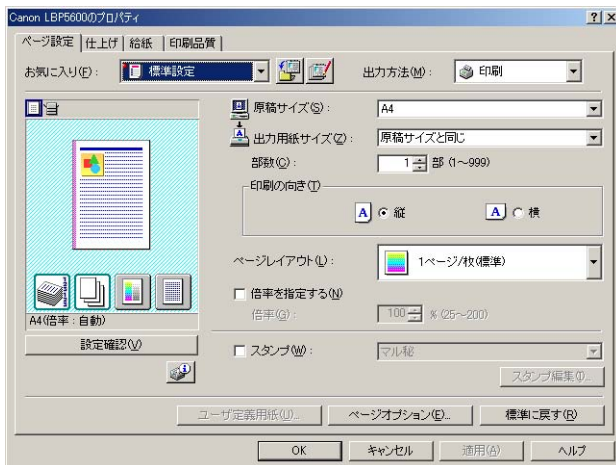 Canon LBP5600のプロパティ
ページ設定 仕上げ 給紙 印刷品質
お気に入り(F): 標準設定 出力方法(M): 印刷
原稿サイズ(S): A4
出力用紙サイズ(Z): 原稿サイズと同じ
部数(C): 1 部 (1～999)
印刷の向き(T)
A 縦 A 横
ページレイアウト(L): 1ページ/枚(標準)
倍率を指定する(N)
倍率(G): 100 % (25～200)
A4(倍率：自動)
設定確認(V)
スタンプ(W): マル秘
スタンプ編集(I)...
ユーザ定義用紙(U)... ページオプション(E)... 標準に戻す(R)
OK キャンセル 適用(A) ヘルプ